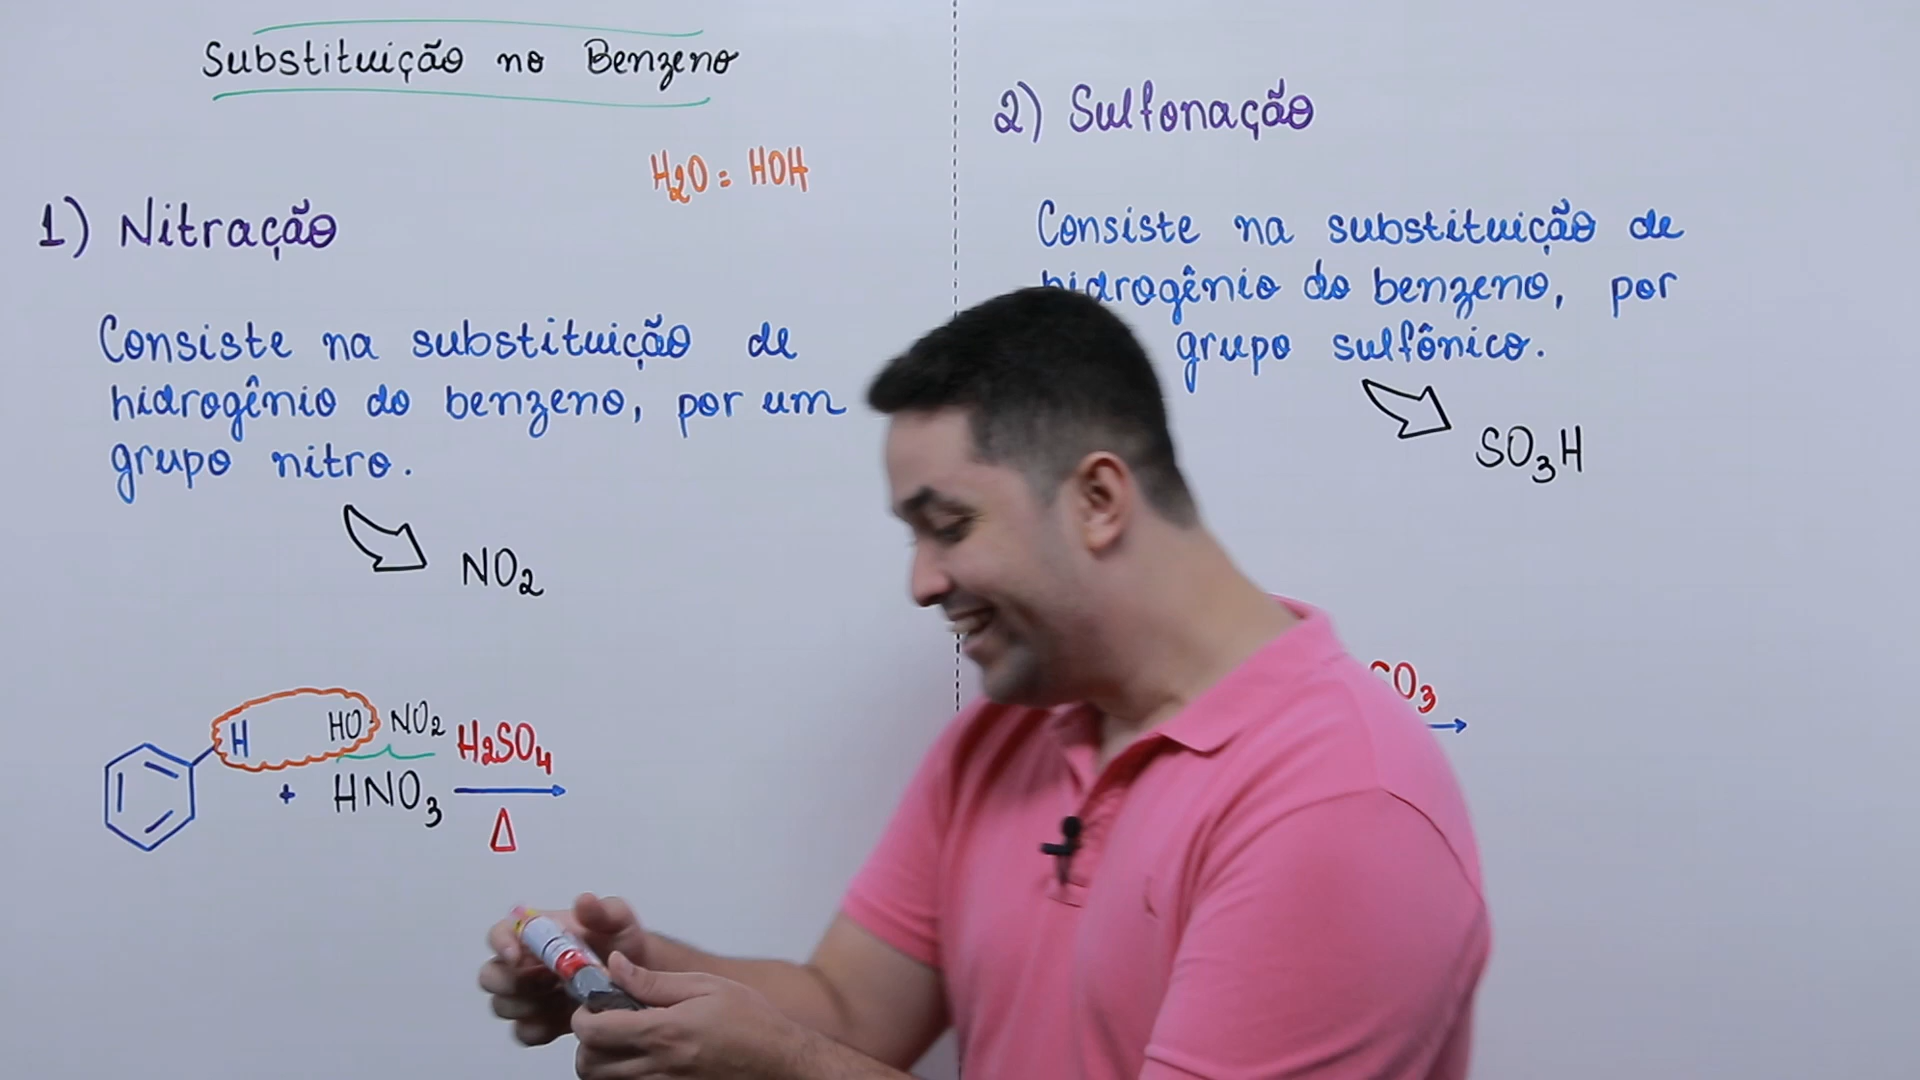 Substituição no Benzeno
H₂O = HOH
1) Nitração
Consiste na substituição de
hidrogênio do benzeno, por um
grupo nitro.
NO₂
H HO-NO₂ H₂SO₄
+ HNO₃
Δ
2) Sulfonação
Consiste na substituição de
hidrogênio do benzeno, por
grupo sulfônico.
SO₃H